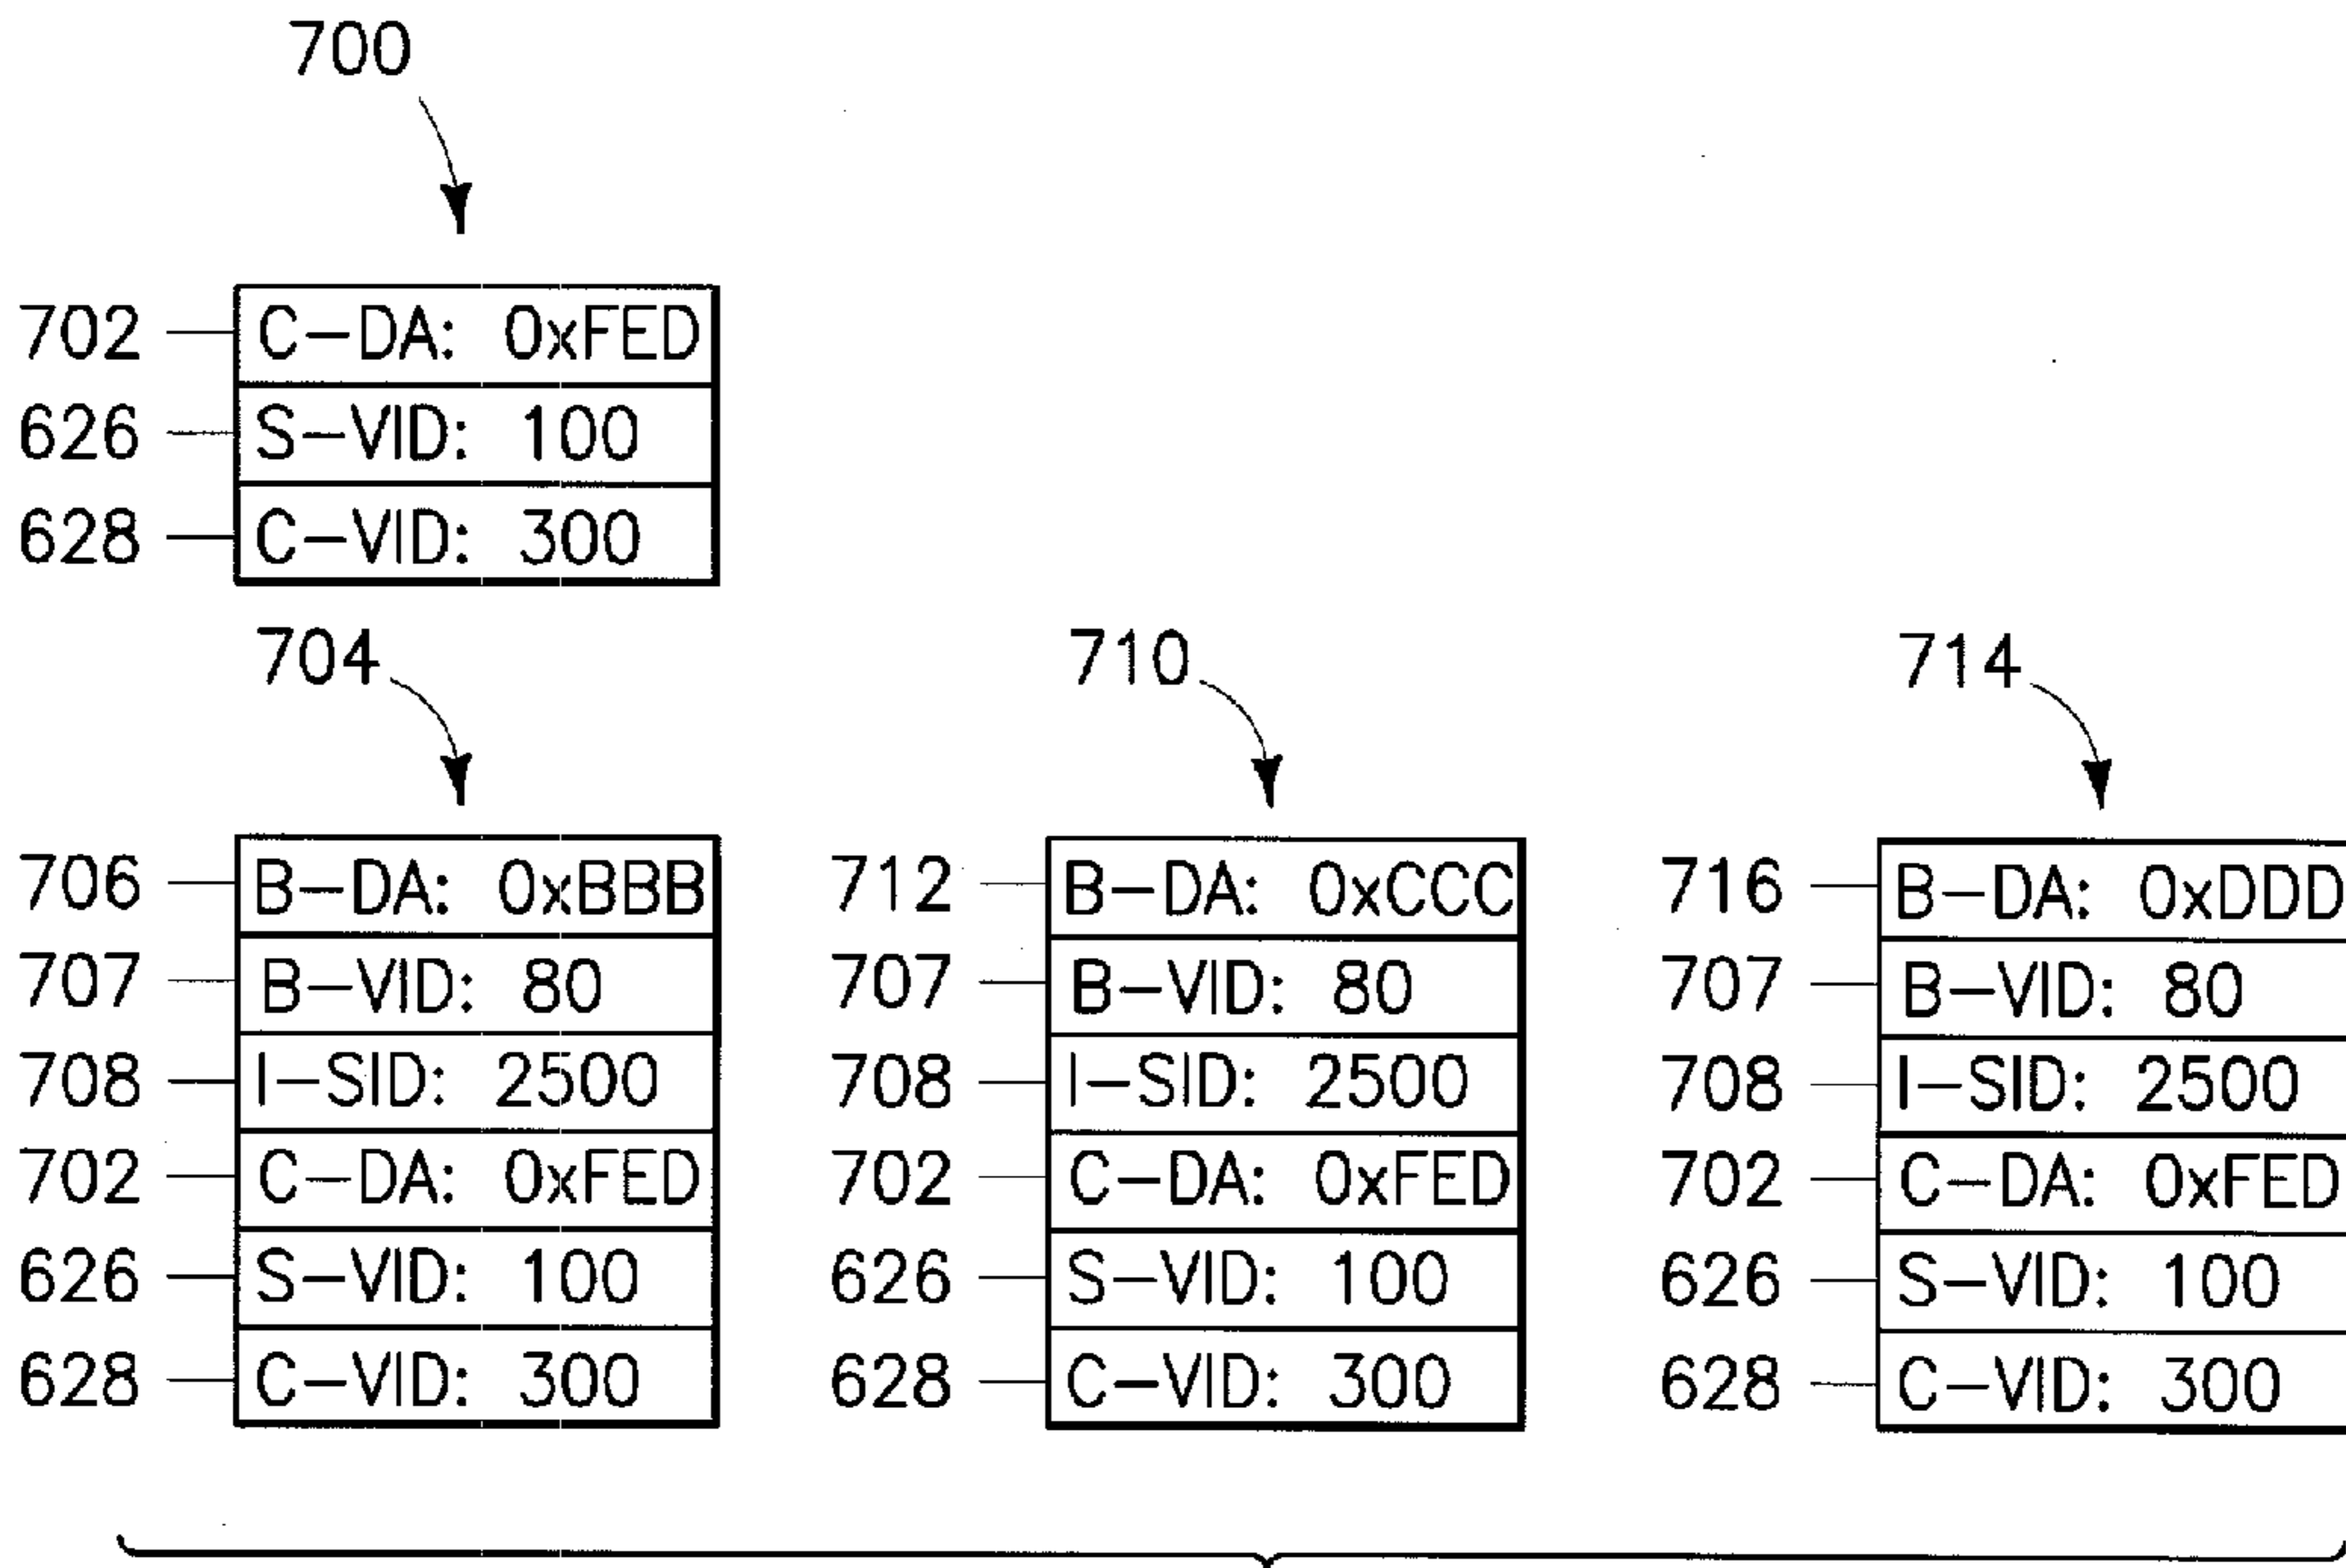 700
702 C-DA: 0xFED
626 S-VID: 100
628 C-VID: 300
704 710 714
706 B-DA: 0xBBB 712 B-DA: 0xCCC 716 B-DA: 0xDDD
707 B-VID: 80 707 B-VID: 80 707 B-VID: 80
708 I-SID: 2500 708 I-SID: 2500 708 I-SID: 2500
702 C-DA: 0xFED 702 C-DA: 0xFED 702 C-DA: 0xFED
626 S-VID: 100 626 S-VID: 100 626 S-VID: 100
628 C-VID: 300 628 C-VID: 300 628 C-VID: 300